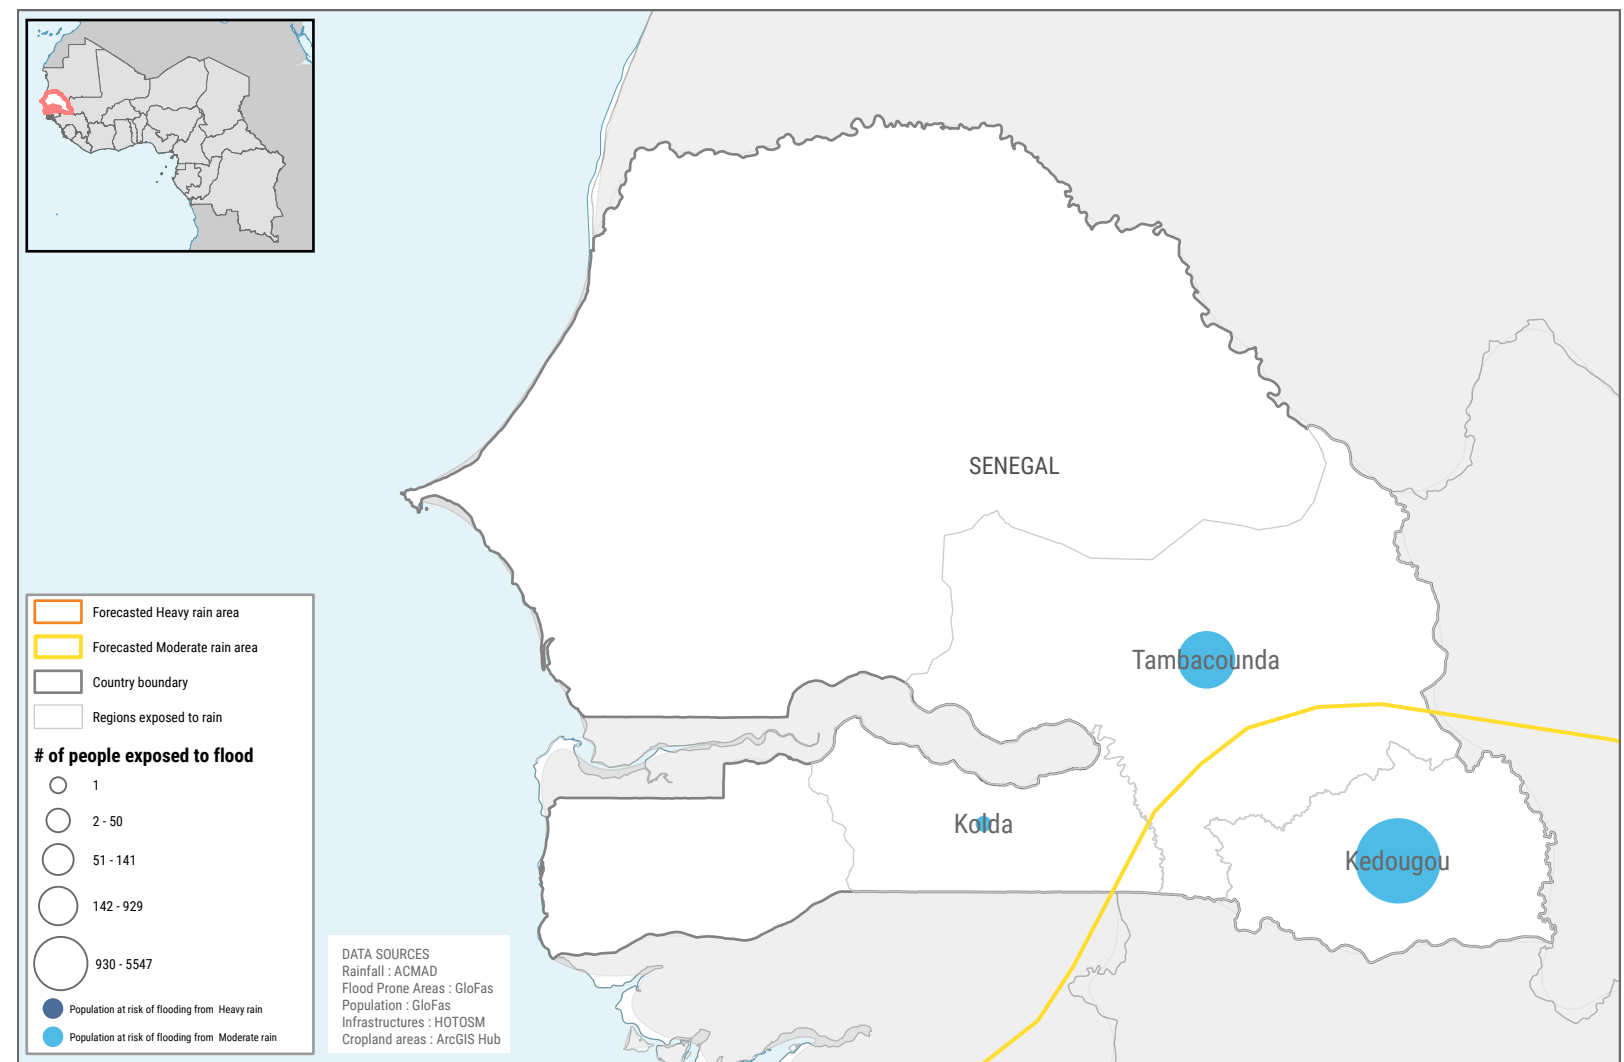 SENEGAL
Tambacounda
Kolda
Kedougou
Forecasted Heavy rain area
Forecasted Moderate rain area
Country boundary
Regions exposed to rain
# of people exposed to flood
1
2 - 50
51 - 141
142 - 929
930 - 5547
Population at risk of flooding from Heavy rain
Population at risk of flooding from Moderate rain
DATA SOURCES
Rainfall : ACMAD
Flood Prone Areas : GloFas
Population : GloFas
Infrastructures : HOTOSM
Cropland areas : ArcGIS Hub